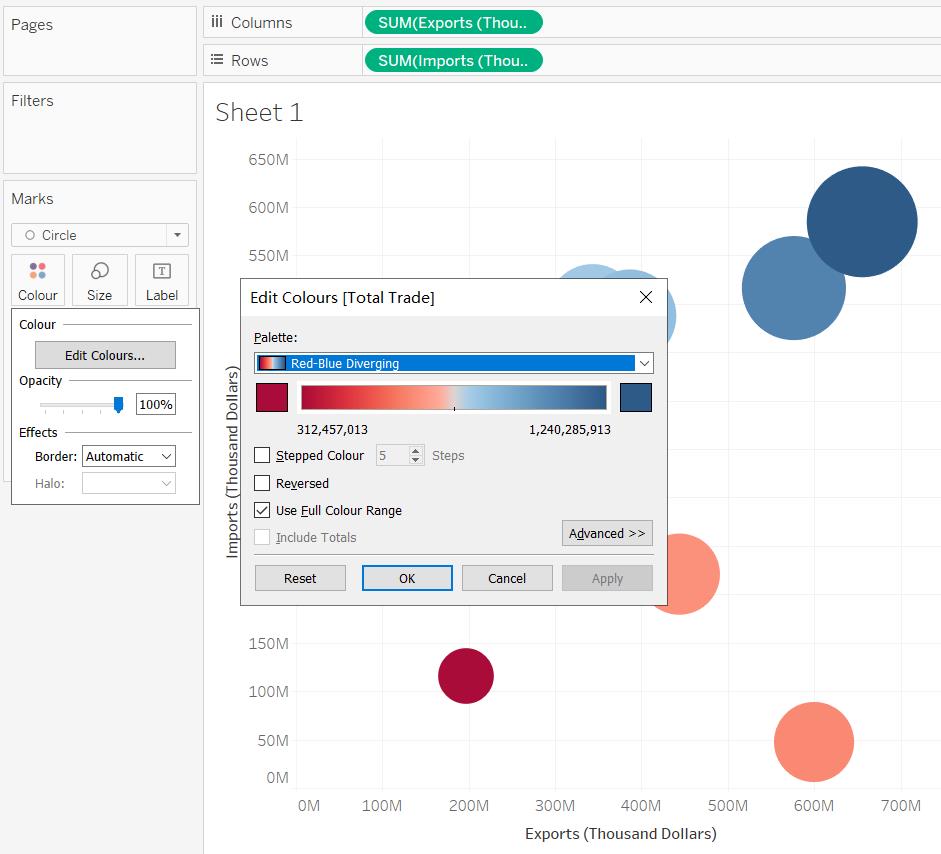 Pages
Columns
SUM(Exports (Thou..
Rows
SUM(Imports (Thou..
Filters
Sheet 1
Marks
Circle
Colour
Size
Label
Colour
Edit Colours...
Opacity
100%
Effects
Border: Automatic
Halo:
650M
600M
550M
150M
100M
50M
0M
Imports (Thousand Dollars)
Edit Colours [Total Trade]
Palette:
Red-Blue Diverging
312,457,013 1,240,285,913
Stepped Colour 5 Steps
Reversed
Use Full Colour Range
Include Totals
Advanced >>
Reset OK Cancel Apply
0M 100M 200M 300M 400M 500M 600M 700M
Exports (Thousand Dollars)